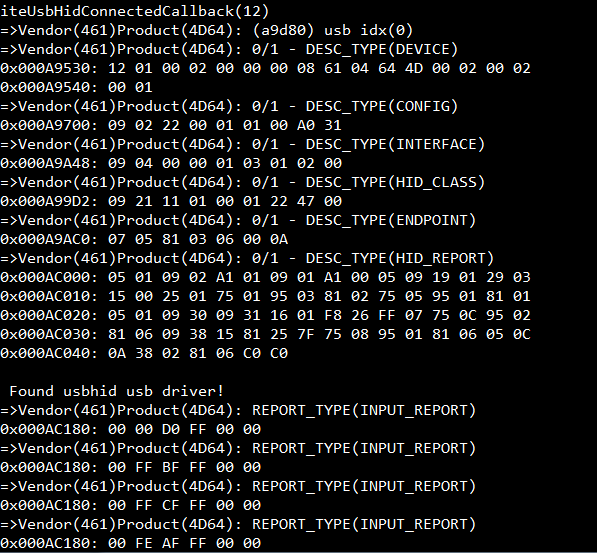 iteUsbHidConnectedCallback(12)
=>Vendor(461)Product(4D64): (a9d80) usb idx(0)
=>Vendor(461)Product(4D64): 0/1 - DESC_TYPE(DEVICE)
0x000A9530: 12 01 00 02 00 00 00 08 61 04 64 4D 00 02 00 02
0x000A9540: 00 01
=>Vendor(461)Product(4D64): 0/1 - DESC_TYPE(CONFIG)
0x000A9700: 09 02 22 00 01 01 00 A0 31
=>Vendor(461)Product(4D64): 0/1 - DESC_TYPE(INTERFACE)
0x000A9A48: 09 04 00 00 01 03 01 02 00
=>Vendor(461)Product(4D64): 0/1 - DESC_TYPE(HID_CLASS)
0x000A99D2: 09 21 11 01 00 01 22 47 00
=>Vendor(461)Product(4D64): 0/1 - DESC_TYPE(ENDPOINT)
0x000A9AC0: 07 05 81 03 06 00 0A
=>Vendor(461)Product(4D64): 0/1 - DESC_TYPE(HID_REPORT)
0x000AC000: 05 01 09 02 A1 01 09 01 A1 00 05 09 19 01 29 03
0x000AC010: 15 00 25 01 75 01 95 03 81 02 75 05 95 01 81 01
0x000AC020: 05 01 09 30 09 31 16 01 F8 26 FF 07 75 0C 95 02
0x000AC030: 81 06 09 38 15 81 25 7F 75 08 95 01 81 06 05 0C
0x000AC040: 0A 38 02 81 06 C0 C0
Found usbhid usb driver!
=>Vendor(461)Product(4D64): REPORT_TYPE(INPUT_REPORT)
0x000AC180: 00 00 D0 FF 00 00
=>Vendor(461)Product(4D64): REPORT_TYPE(INPUT_REPORT)
0x000AC180: 00 FF BF FF 00 00
=>Vendor(461)Product(4D64): REPORT_TYPE(INPUT_REPORT)
0x000AC180: 00 FF CF FF 00 00
=>Vendor(461)Product(4D64): REPORT_TYPE(INPUT_REPORT)
0x000AC180: 00 FE AF FF 00 00